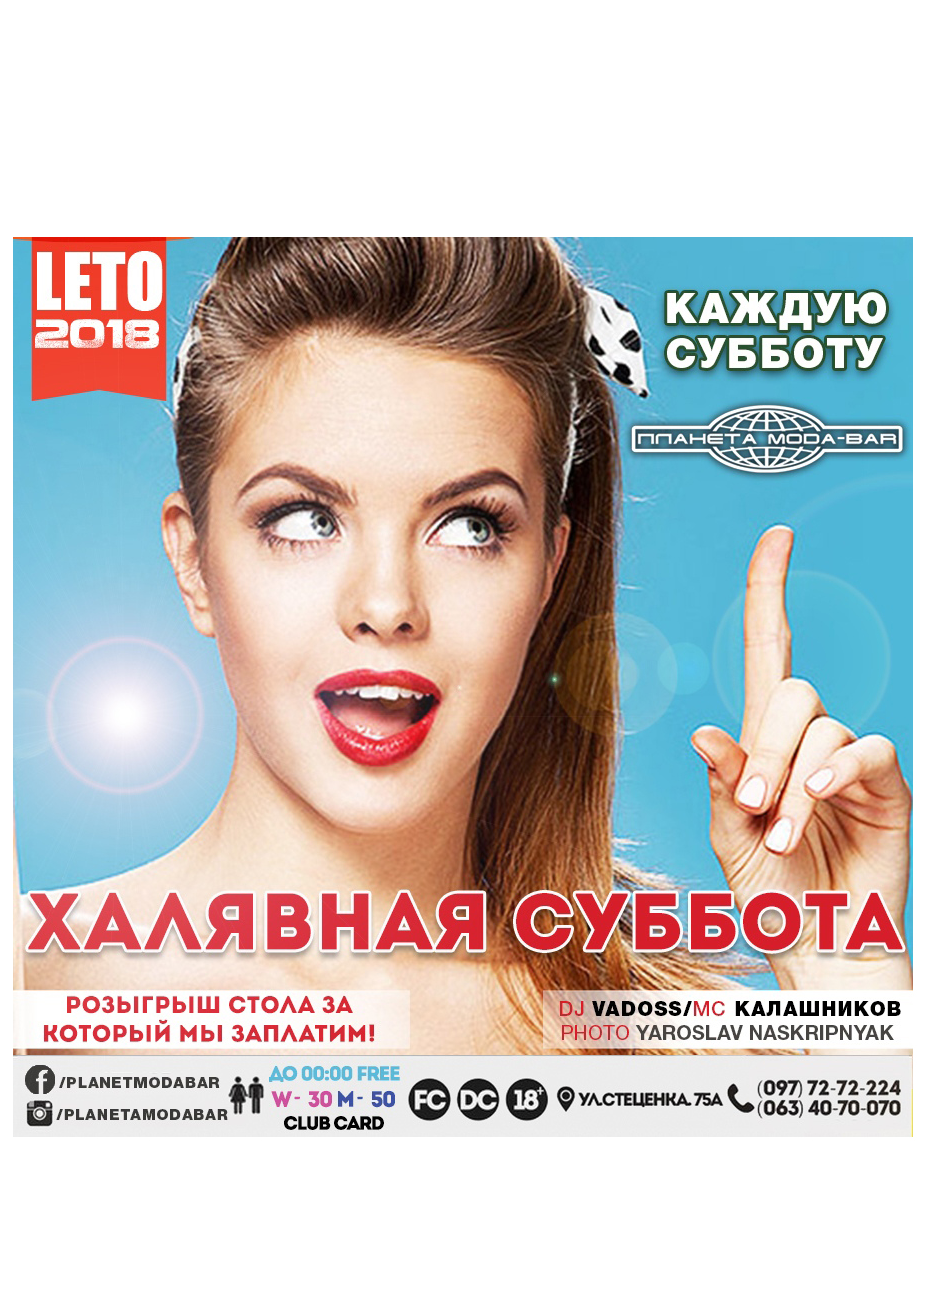 LETO
2018
КАЖДУЮ
СУББОТУ
ПЛАНЕТА MODA-BAR
ХАЛЯВНАЯ СУББОТА
РОЗЫГРЫШ СТОЛА ЗА
КОТОРЫЙ МЫ ЗАПЛАТИМ!
DJ VADOSS/MC КАЛАШНИКОВ
PHOTO YAROSLAV NASKRIPNYAK
/PLANETMODABAR
/PLANETAMODABAR
ДО 00:00 FREE
W- 30 M- 50
CLUB CARD
FC DC 18+
УЛ.СТЕЦЕНКА. 75А
(097) 72-72-224
(063) 40-70-070